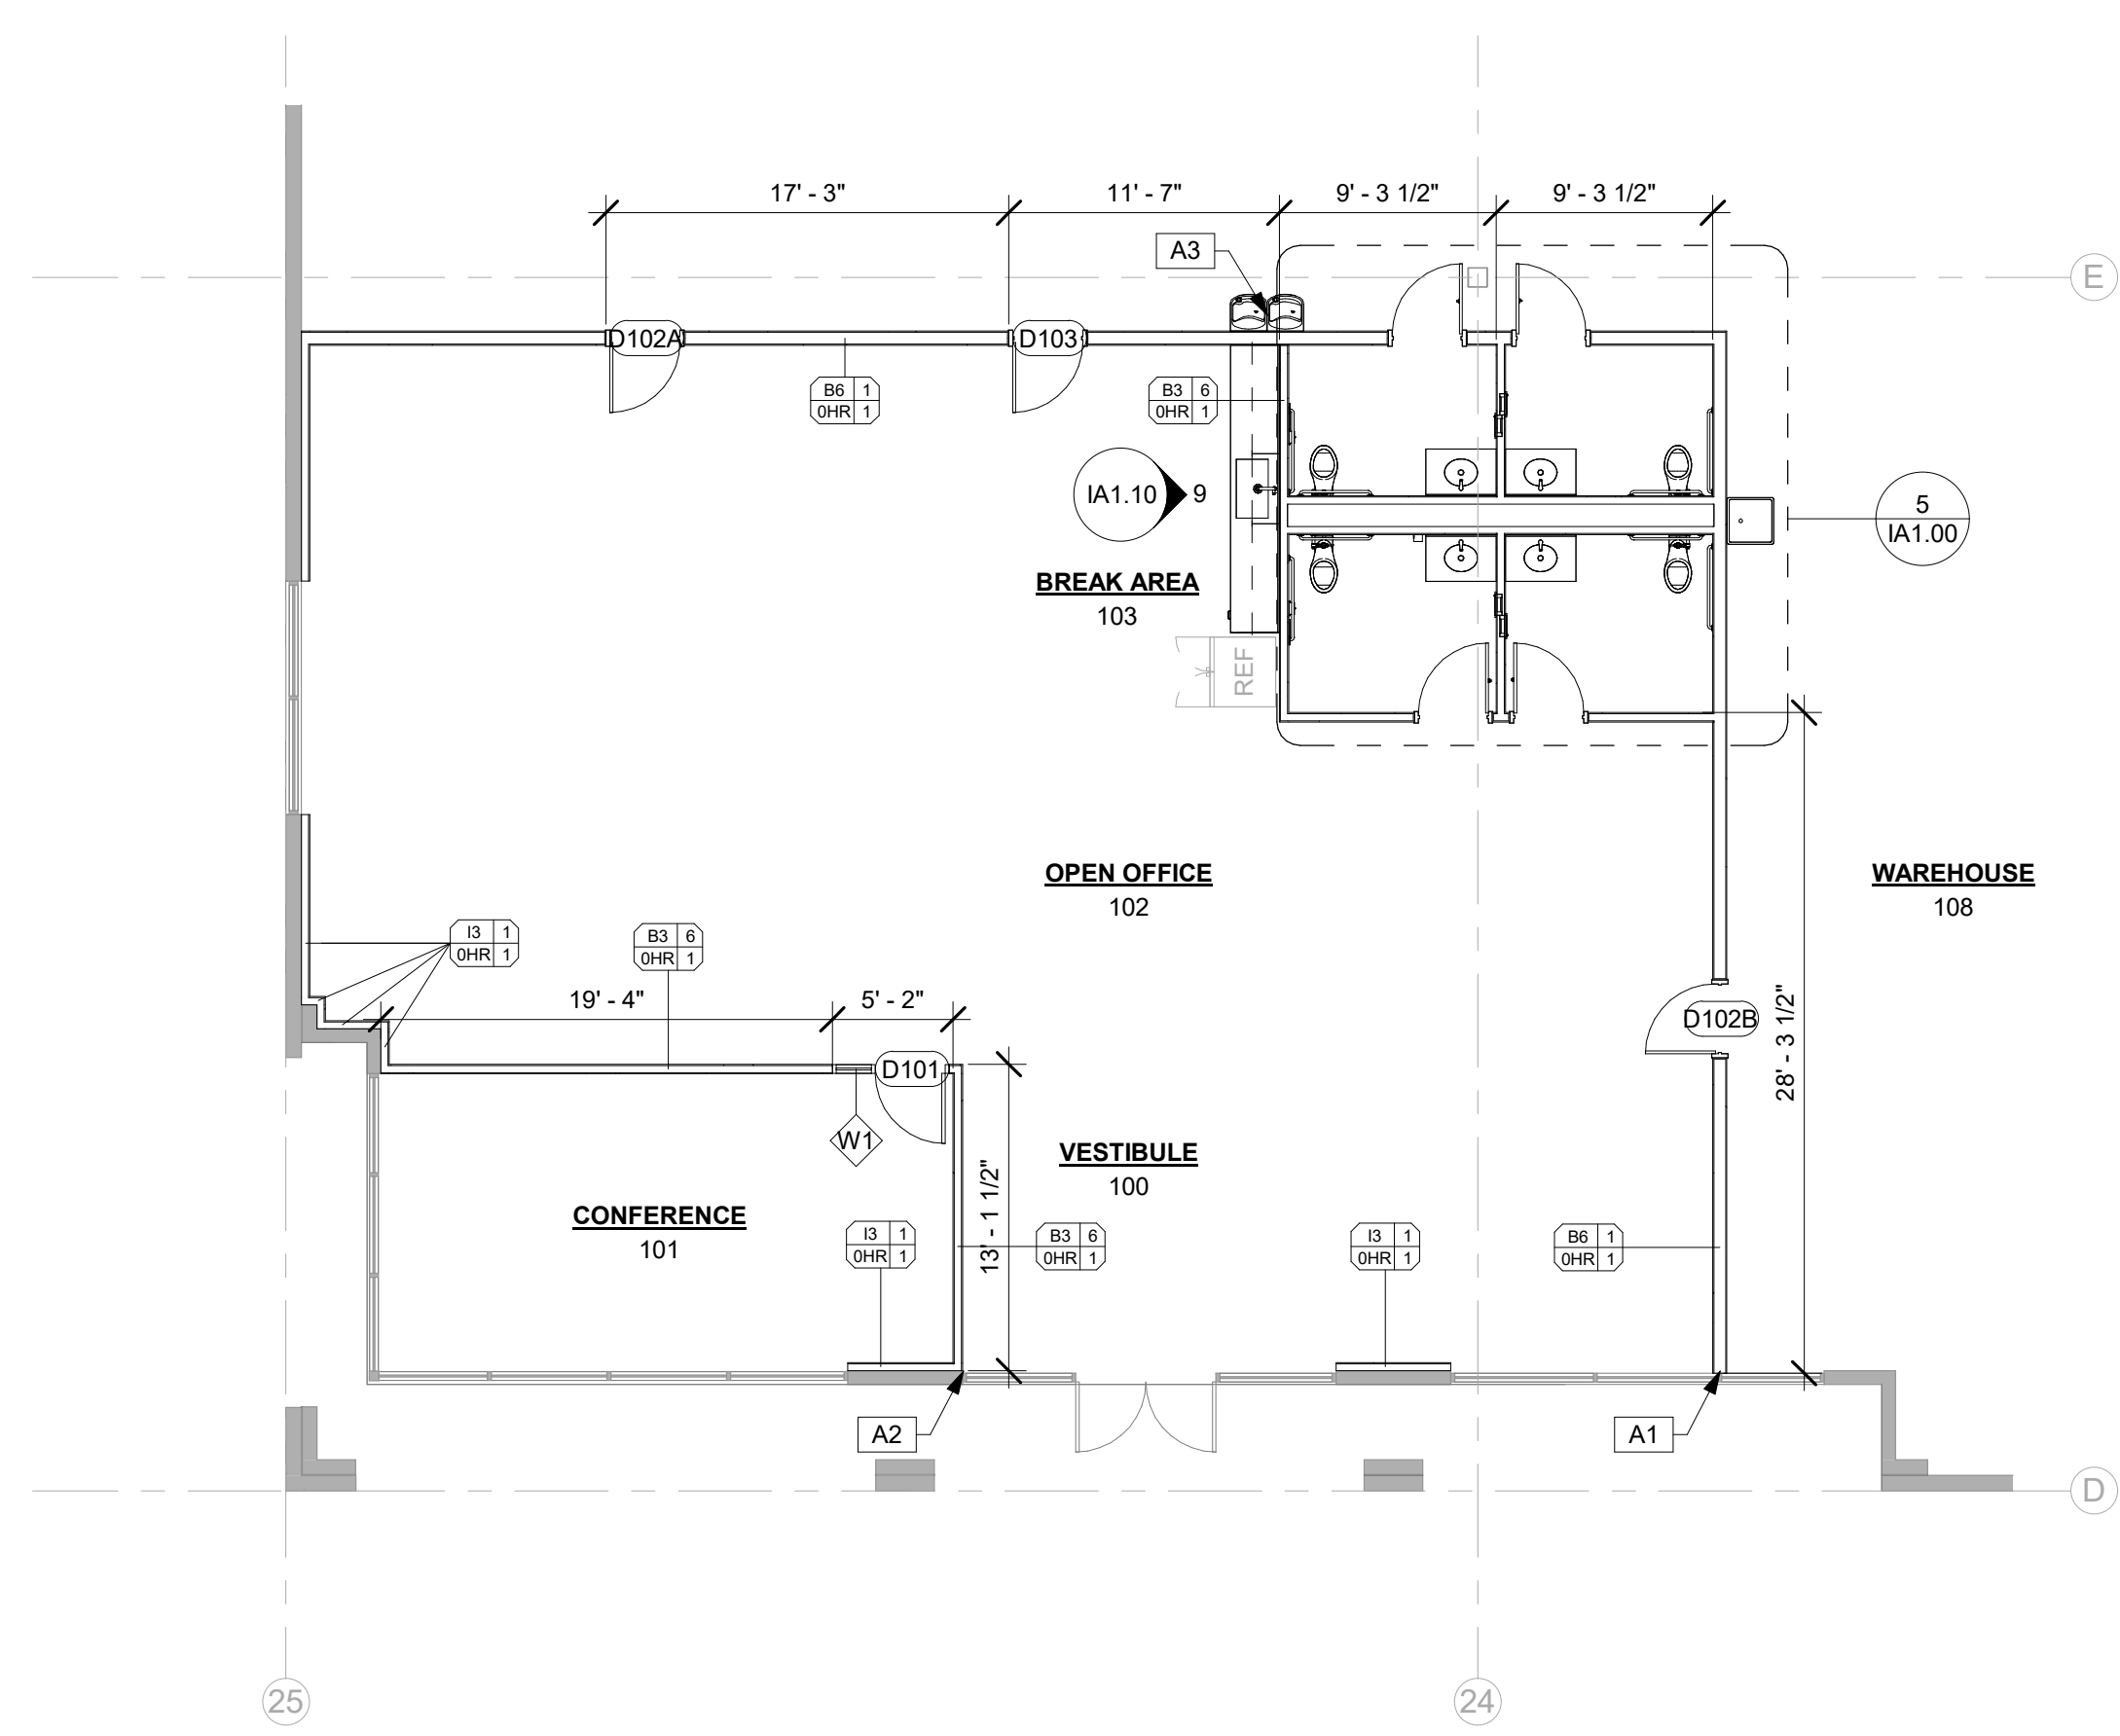 17' - 3"
11' - 7"
9' - 3 1/2"
9' - 3 1/2"
A3
E
D102A
D103
B6 1
0HR 1
B3 6
0HR 1
IA1.10
9
5
IA1.00
BREAK AREA
103
REF
OPEN OFFICE
102
WAREHOUSE
108
I3 1
0HR 1
B3 6
0HR 1
19' - 4"
5' - 2"
D102B
28' - 3 1/2"
D101
W1
VESTIBULE
100
13' - 1 1/2"
CONFERENCE
101
I3 1
0HR 1
B3 6
0HR 1
I3 1
0HR 1
B6 1
0HR 1
A2
A1
D
25
24